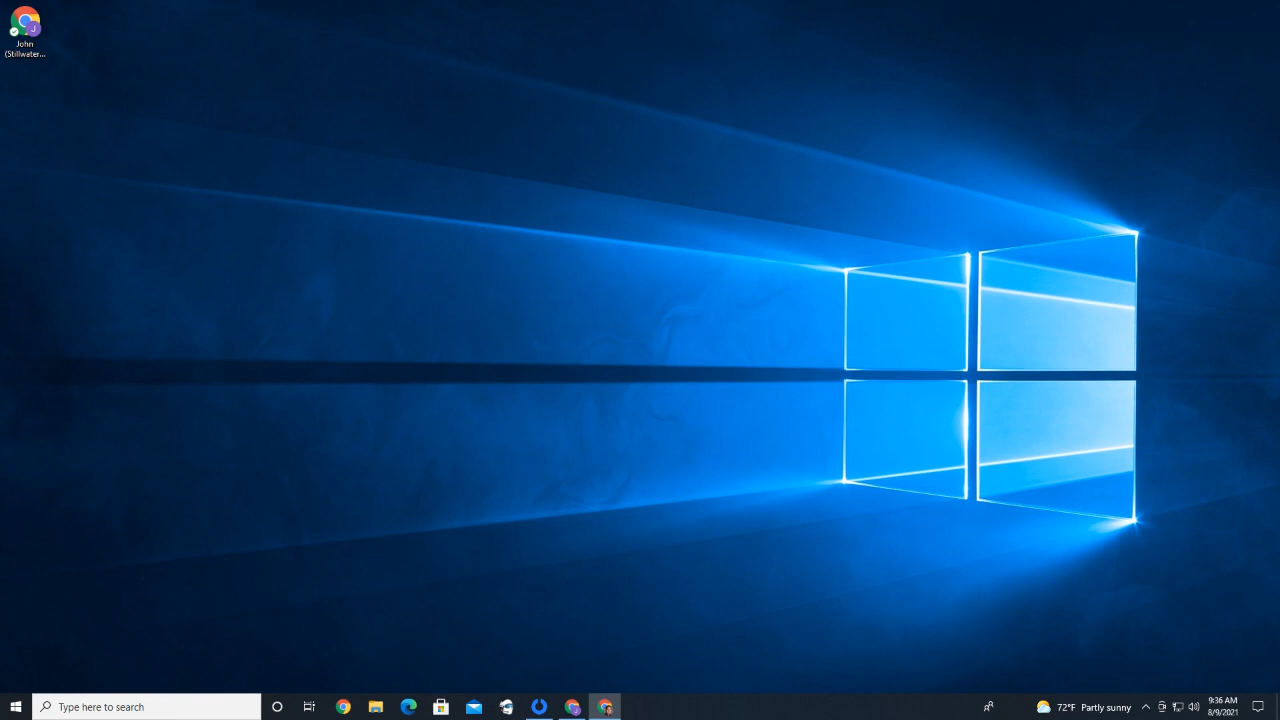 John
(Stillwater...
Type here to search
72°F Partly sunny
9:36 AM
8/9/2021